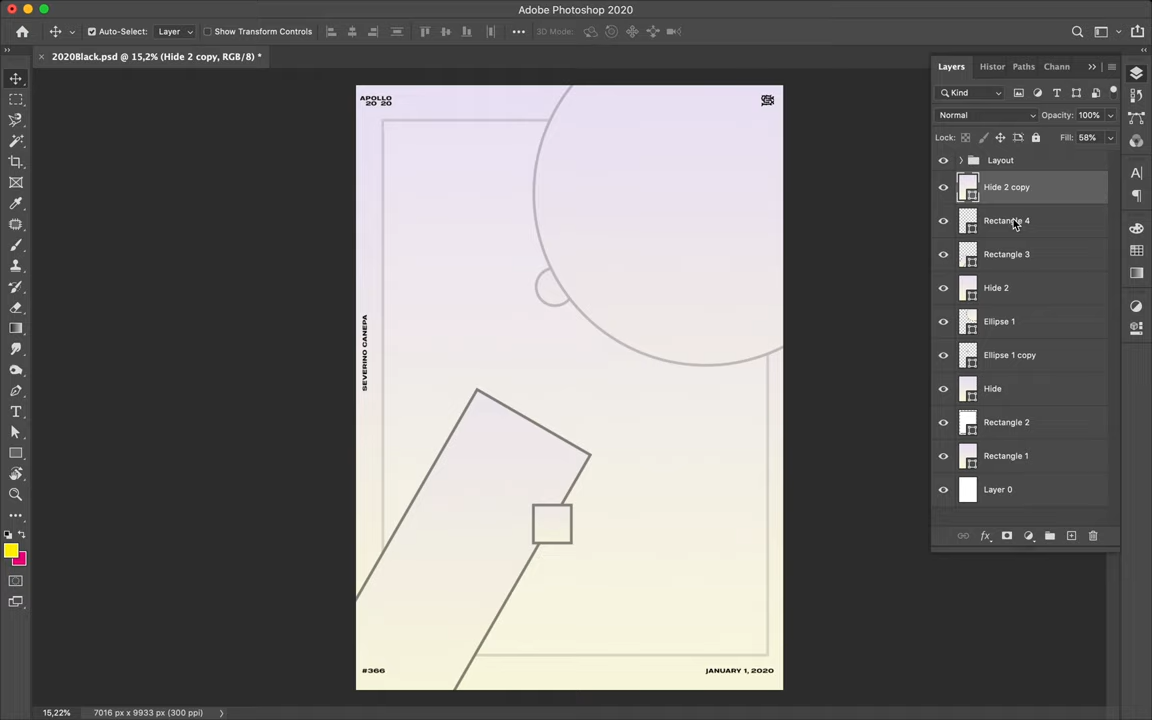 Adobe Photoshop 2020
Auto-Select:
Layer
Show Transform Controls
3D Mode:
2020Black.psd @ 15,2% (Hide 2 copy, RGB/8) *
Layers
Histor
Paths
Chann
Kind
Normal
Opacity:
100%
Lock:
Fill:
58%
Layout
Hide 2 copy
Rectangle 4
Rectangle 3
Hide 2
Ellipse 1
Ellipse 1 copy
Hide
Rectangle 2
Rectangle 1
Layer 0
fx
APOLLO
20 20
SEVERINO CANEPA
#366
JANUARY 1, 2020
15,22%
7016 px x 9933 px (300 ppi)